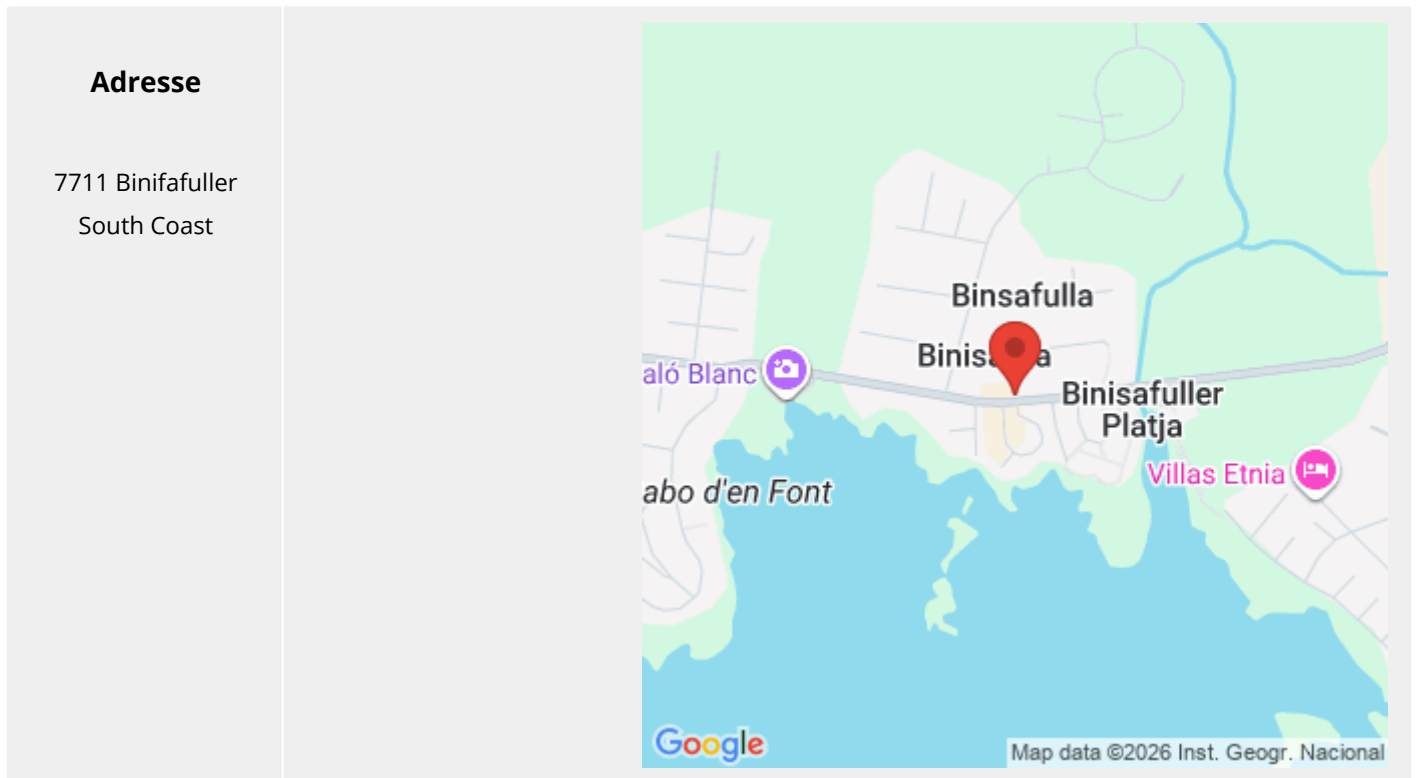 Adresse
7711 Binifafuller
South Coast
Binsafulla
aló Blanc
Binisafuller
Platja
Villas Etnia
abo d'en Font
Google
Map data ©2026 Inst. Geogr. Nacional